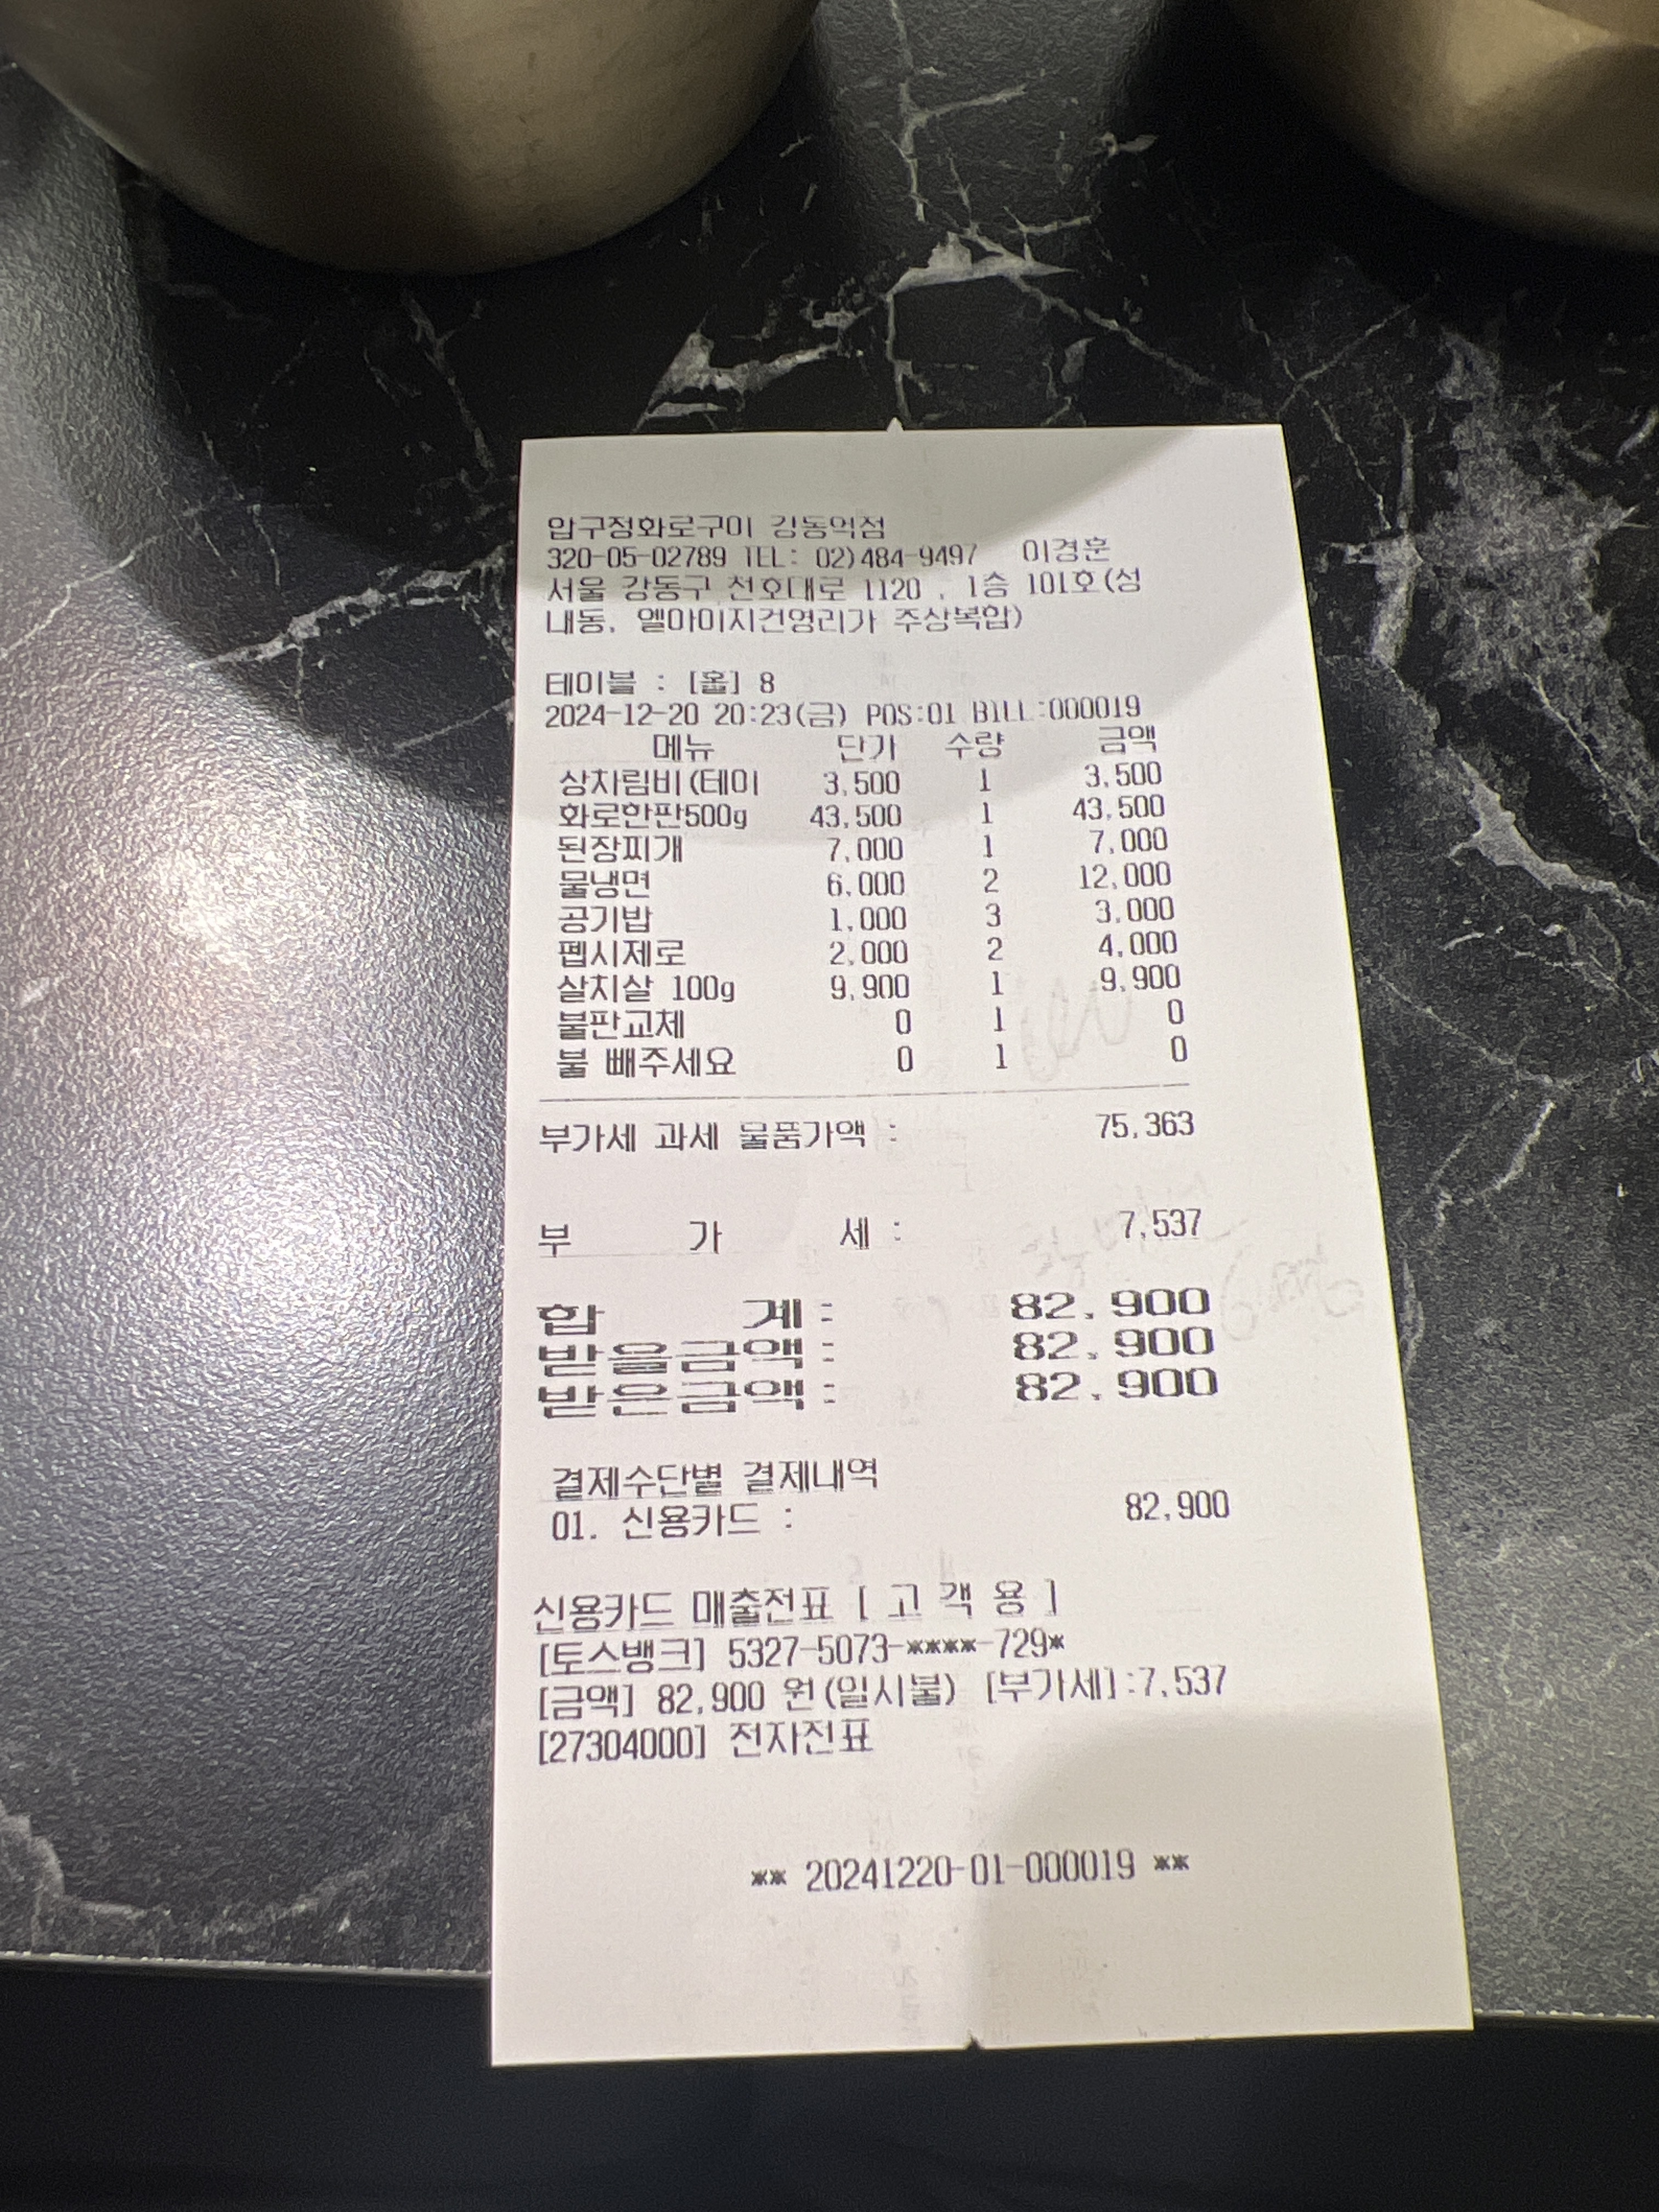 압구정화로구이 강동역점
320-05-02789 TEL: 02)484-9497 이경훈
서울 강동구 천호대로 1120 , 1층 101호(성
내동, 엘아이지건영리가 주상복합)
테이블 : [홀] 8
2024-12-20 20:23(금) POS:01 BILL:000019
메뉴 단가 수량 금액
상차림비(테이 3,500 1 3,500
화로한판500g 43,500 1 43,500
된장찌개 7,000 1 7,000
물냉면 6,000 2 12,000
공기밥 1,000 3 3,000
펩시제로 2,000 2 4,000
살치살 100g 9,900 1 9,900
불판교체 0 1 0
불 빼주세요 0 1 0
부가세 과세 물품가액 : 75,363
부 가 세 : 7,537
합 계 : 82,900
받을금액 : 82,900
받은금액 : 82,900
결제수단별 결제내역
01. 신용카드 : 82,900
신용카드 매출전표 [ 고 객 용 ]
[토스뱅크] 5327-5073-****-729*
[금액] 82,900 원(일시불) [부가세]:7,537
[27304000] 전자전표
** 20241220-01-000019 **